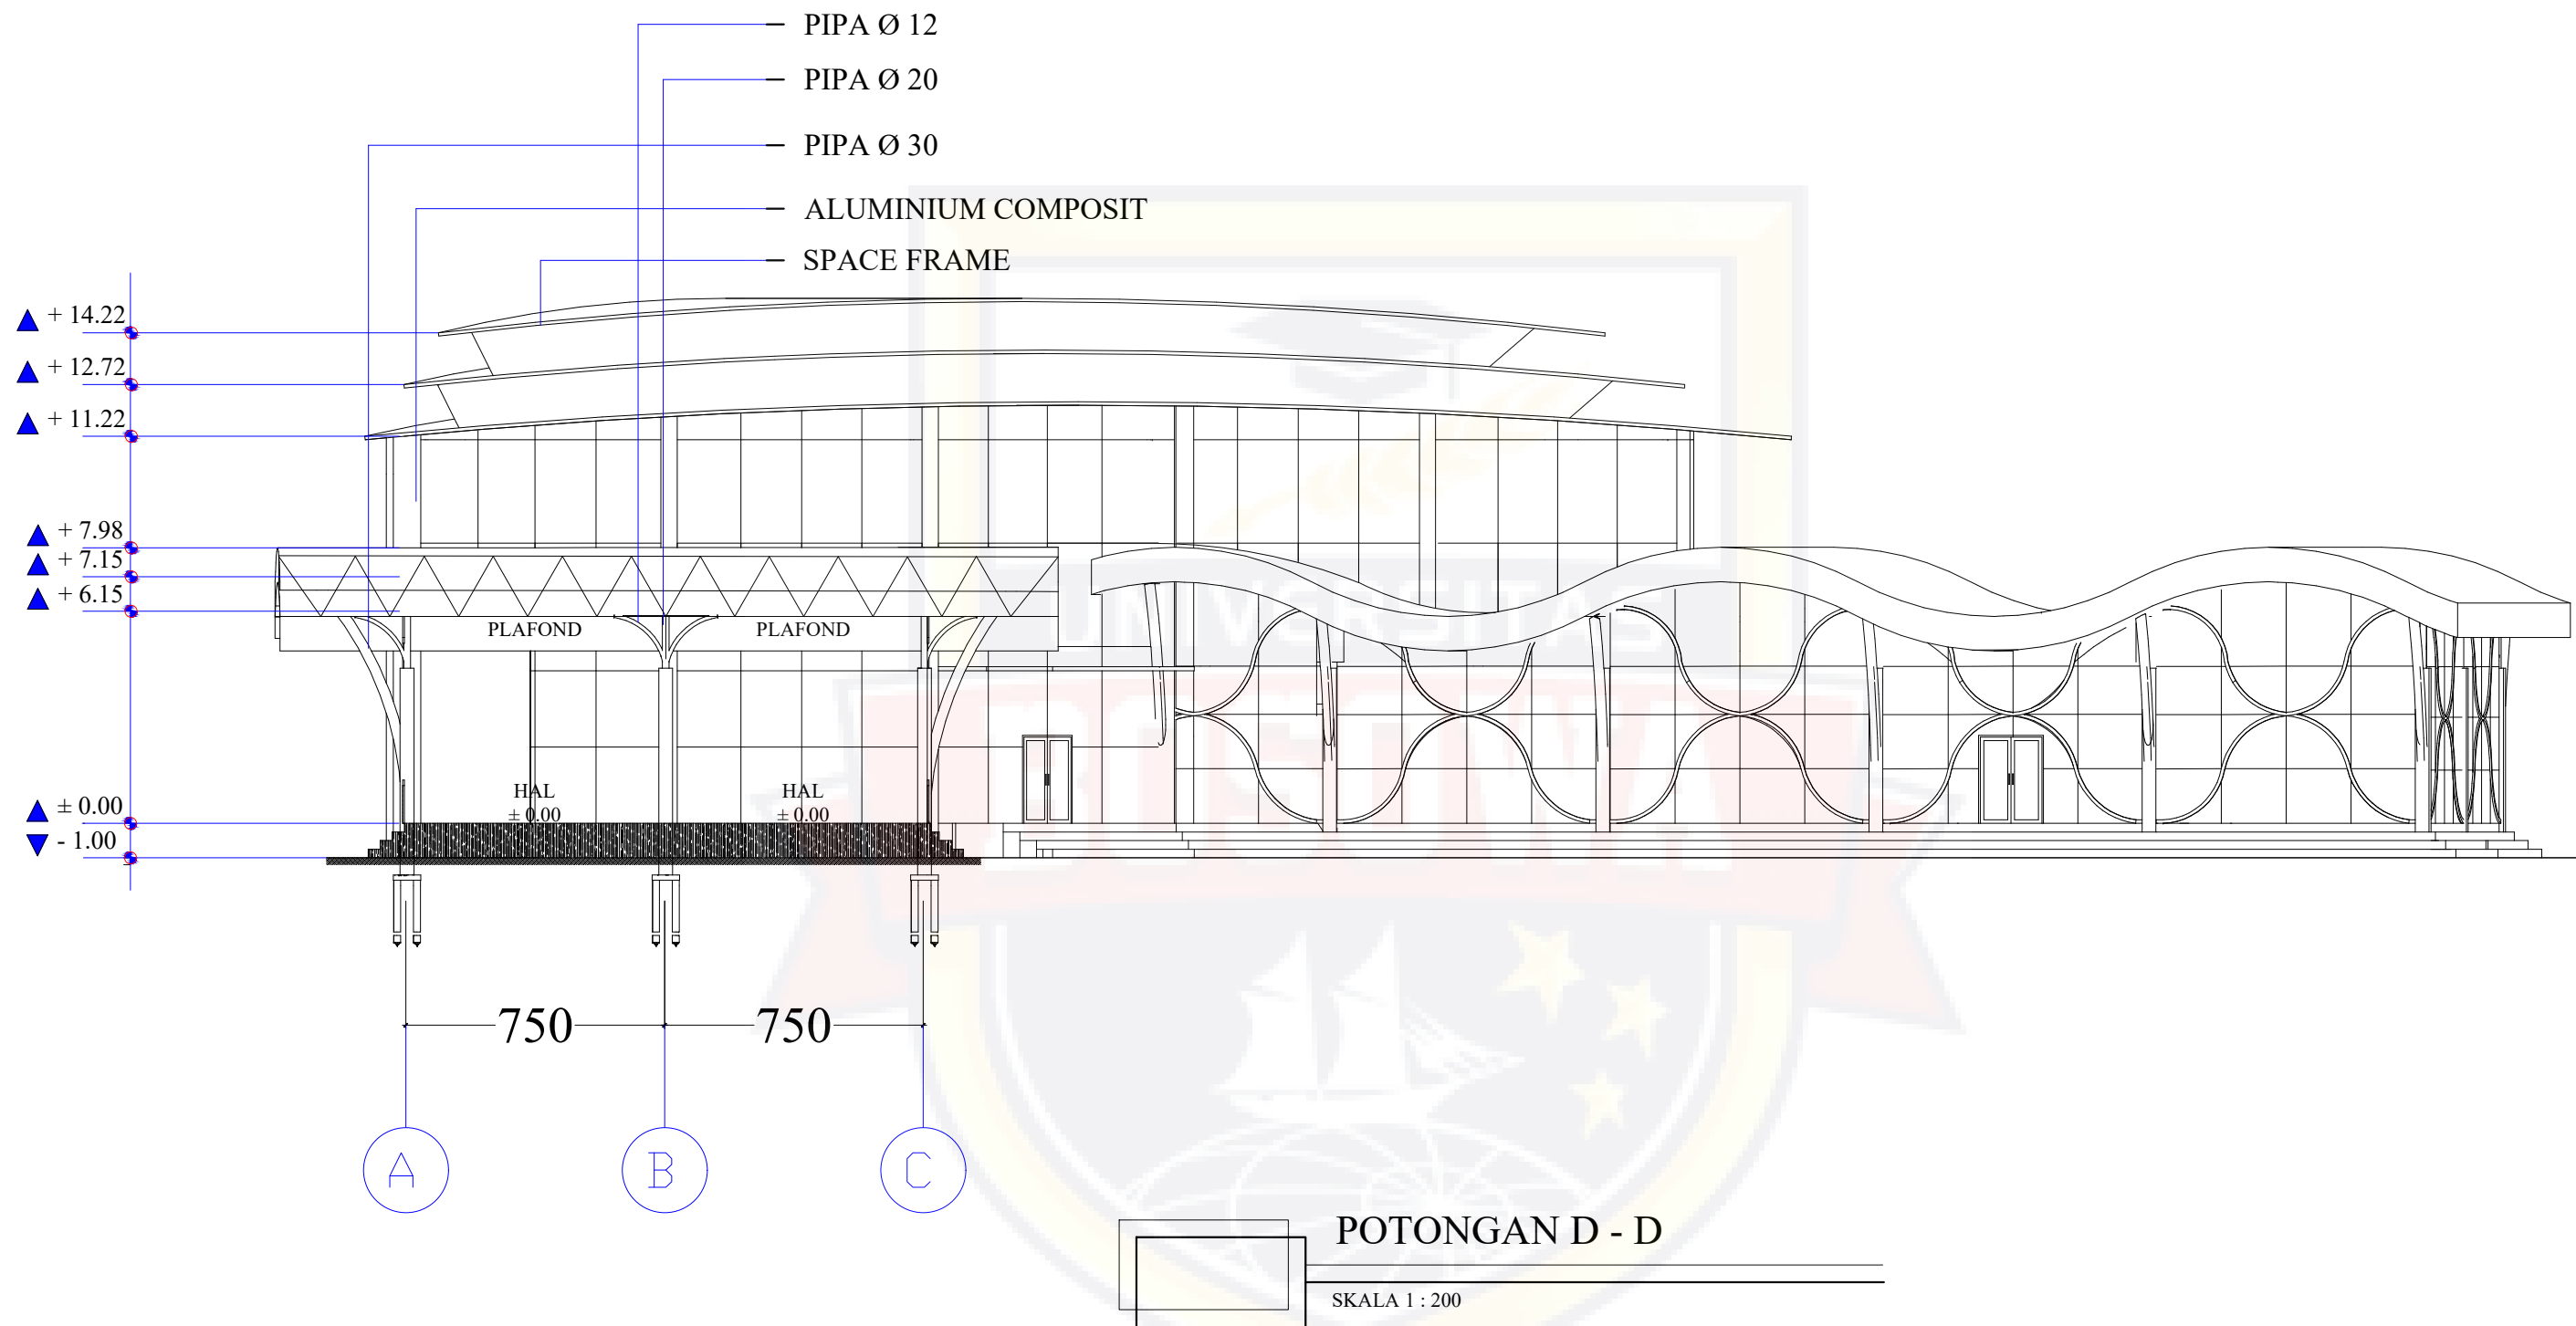 PIPA Ø 12
PIPA Ø 20
PIPA Ø 30
ALUMINIUM COMPOSIT
SPACE FRAME
+ 14.22
+ 12.72
+ 11.22
+ 7.98
+ 7.15
+ 6.15
± 0.00
- 1.00
PLAFOND PLAFOND
HAL HAL
± 0.00 ± 0.00
UNIVERSITAS
BOSOWA
750 750
A B C
POTONGAN D - D
SKALA 1 : 200